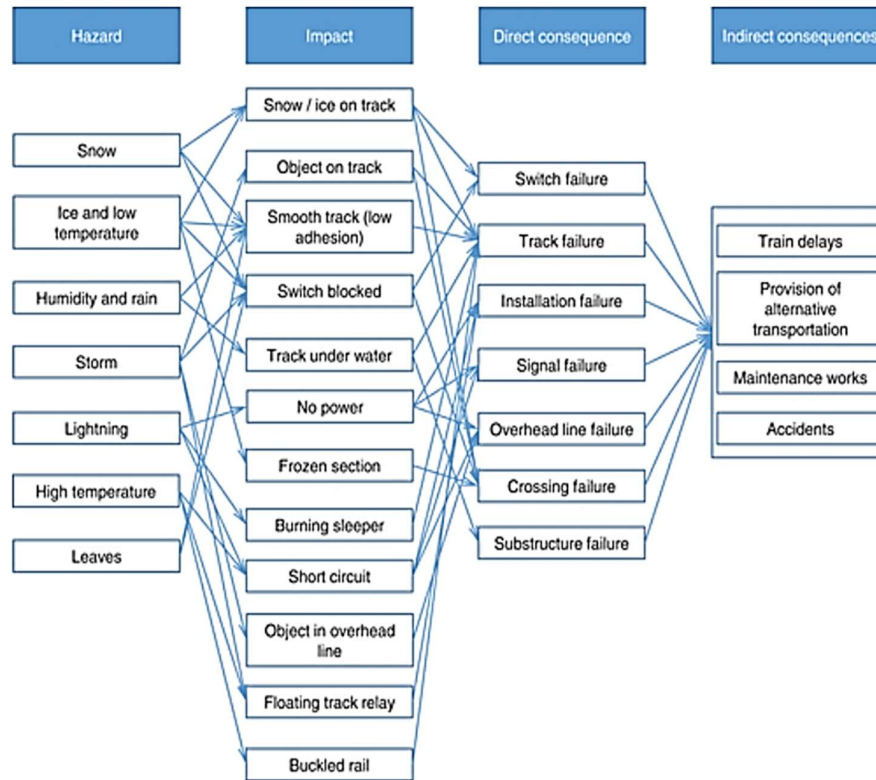 Hazard
Impact
Direct consequence
Indirect consequences
Snow
Ice and low
temperature
Humidity and rain
Storm
Lightning
High temperature
Leaves
Snow / ice on track
Object on track
Smooth track (low
adhesion)
Switch blocked
Track under water
No power
Frozen section
Burning sleeper
Short circuit
Object in overhead
line
Floating track relay
Buckled rail
Switch failure
Track failure
Installation failure
Signal failure
Overhead line failure
Crossing failure
Substructure failure
Train delays
Provision of
alternative
transportation
Maintenance works
Accidents